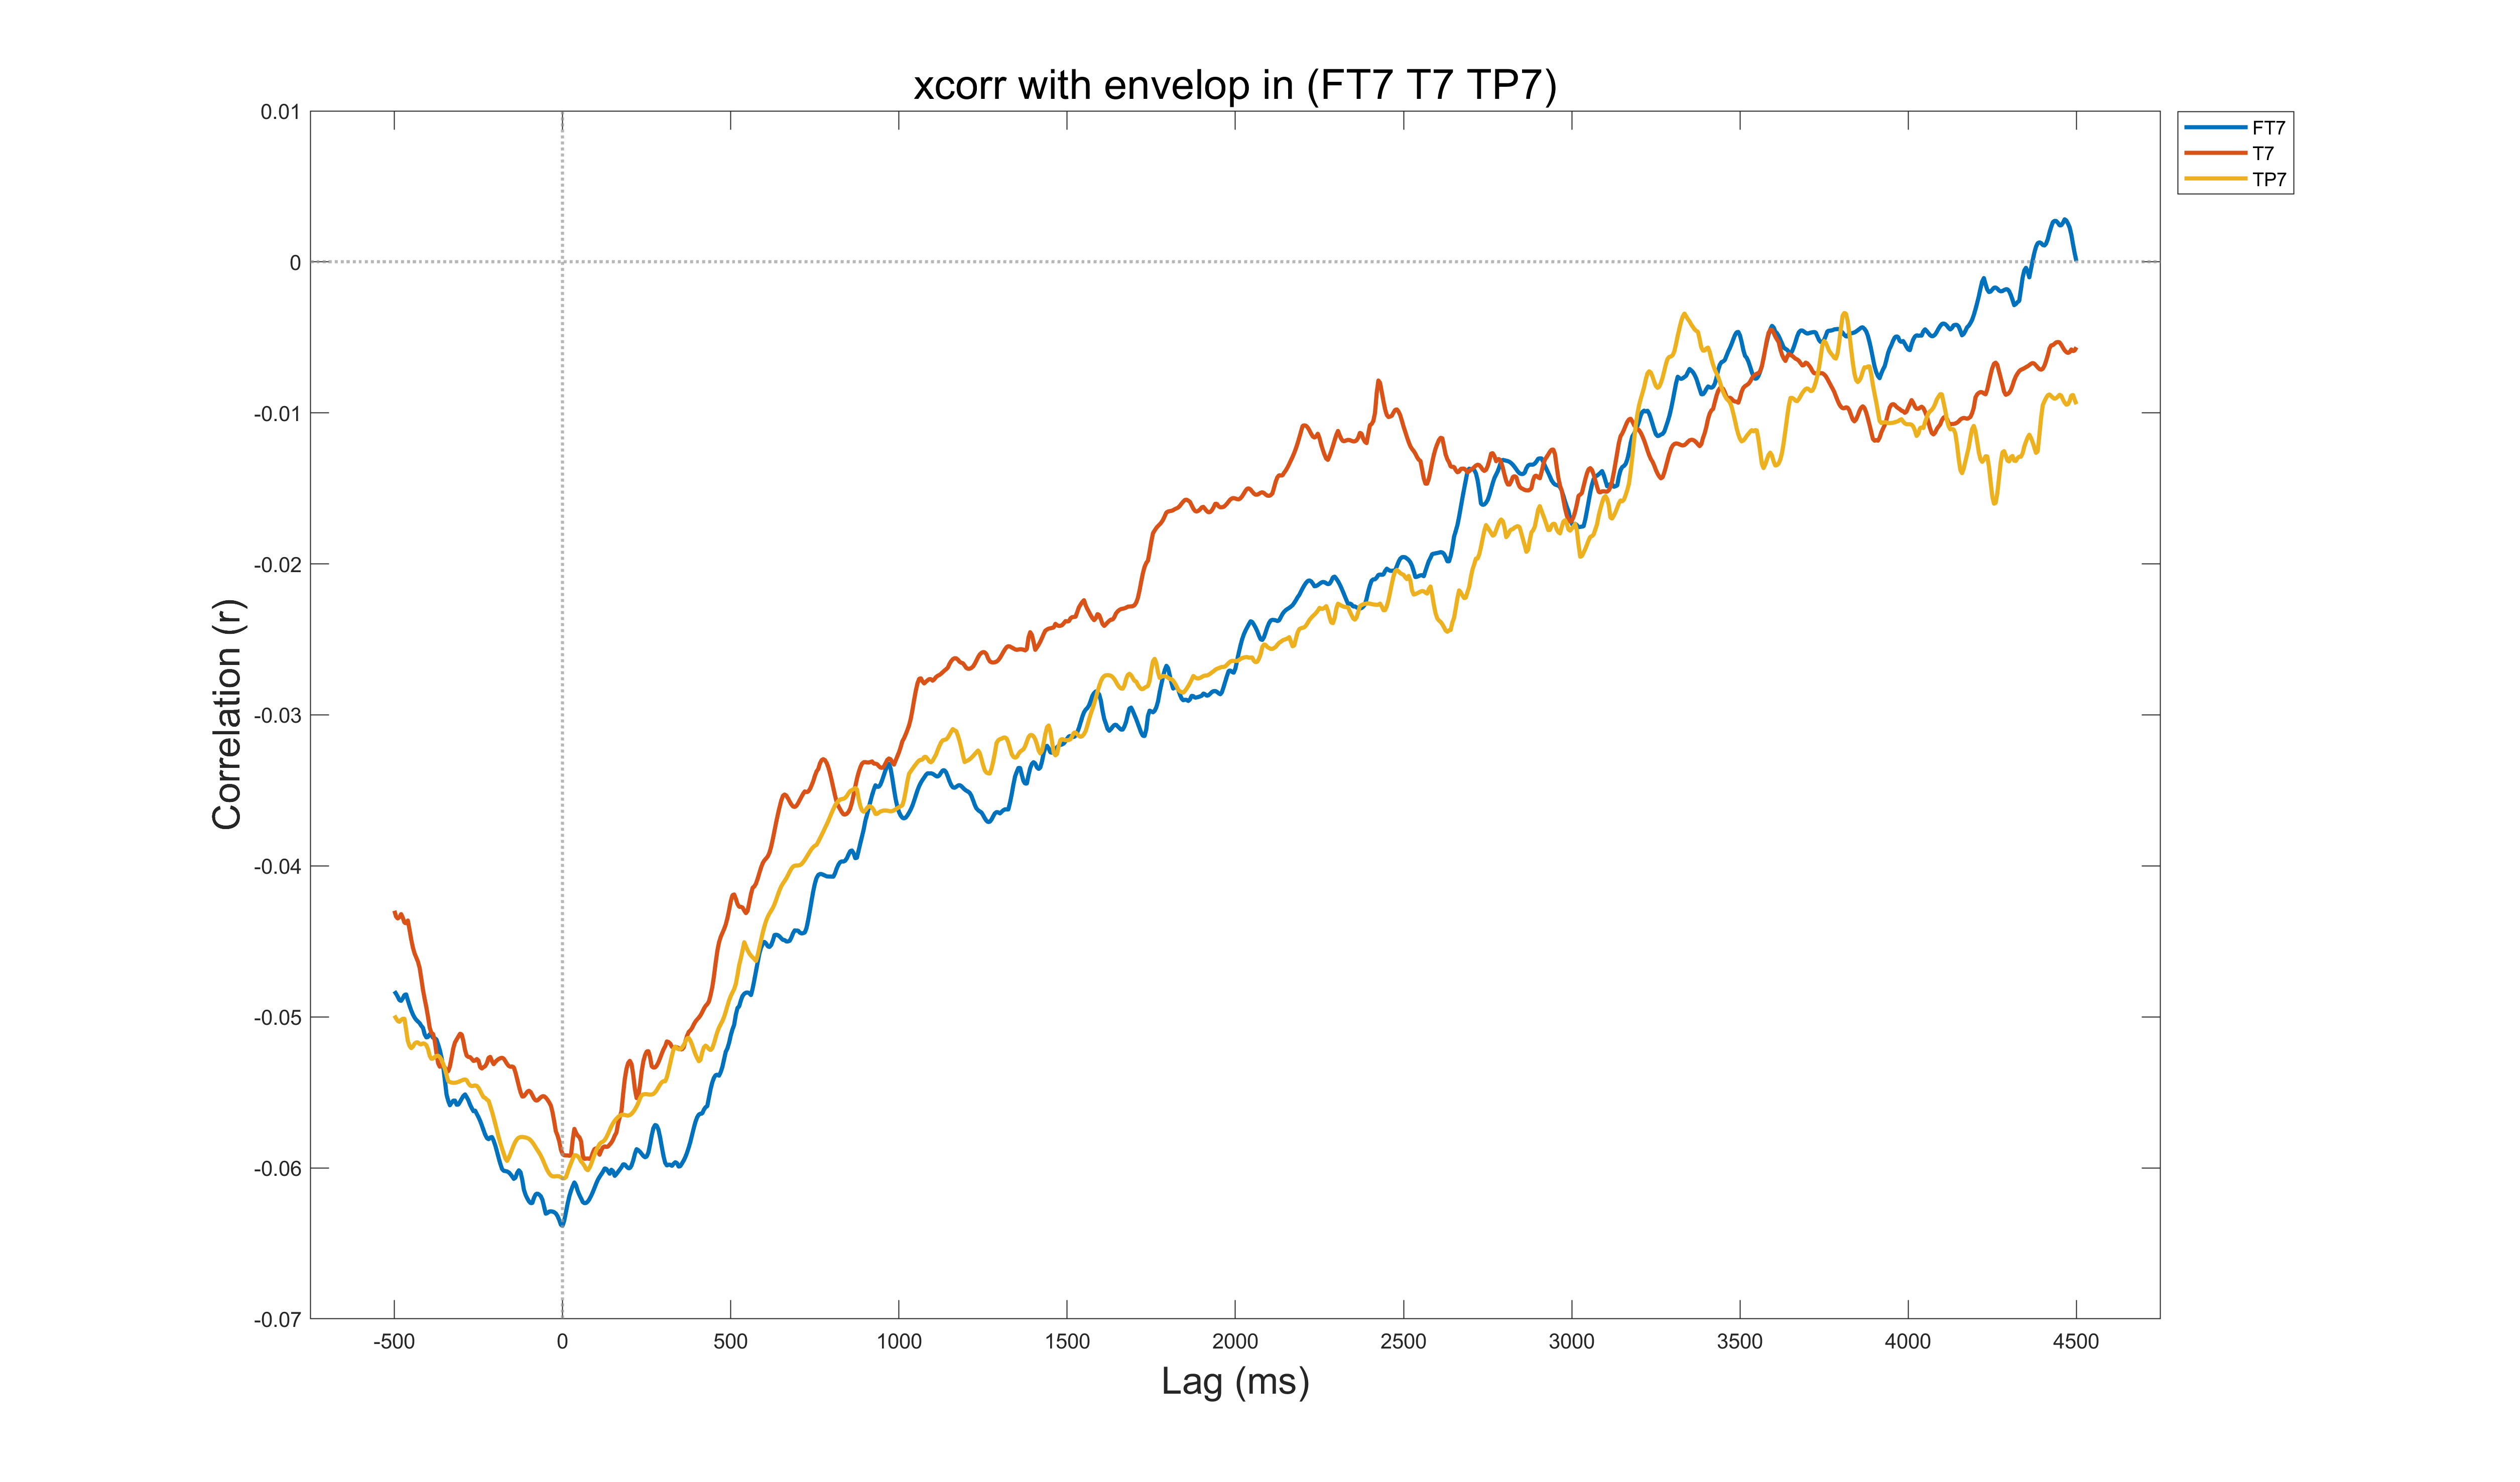 xcorr with envelop in (FT7 T7 TP7)
0.01
0
-0.01
-0.02
-0.03
-0.04
-0.05
-0.06
-0.07
Correlation (r)
-500 0 500 1000 1500 2000 2500 3000 3500 4000 4500
Lag (ms)
FT7
T7
TP7